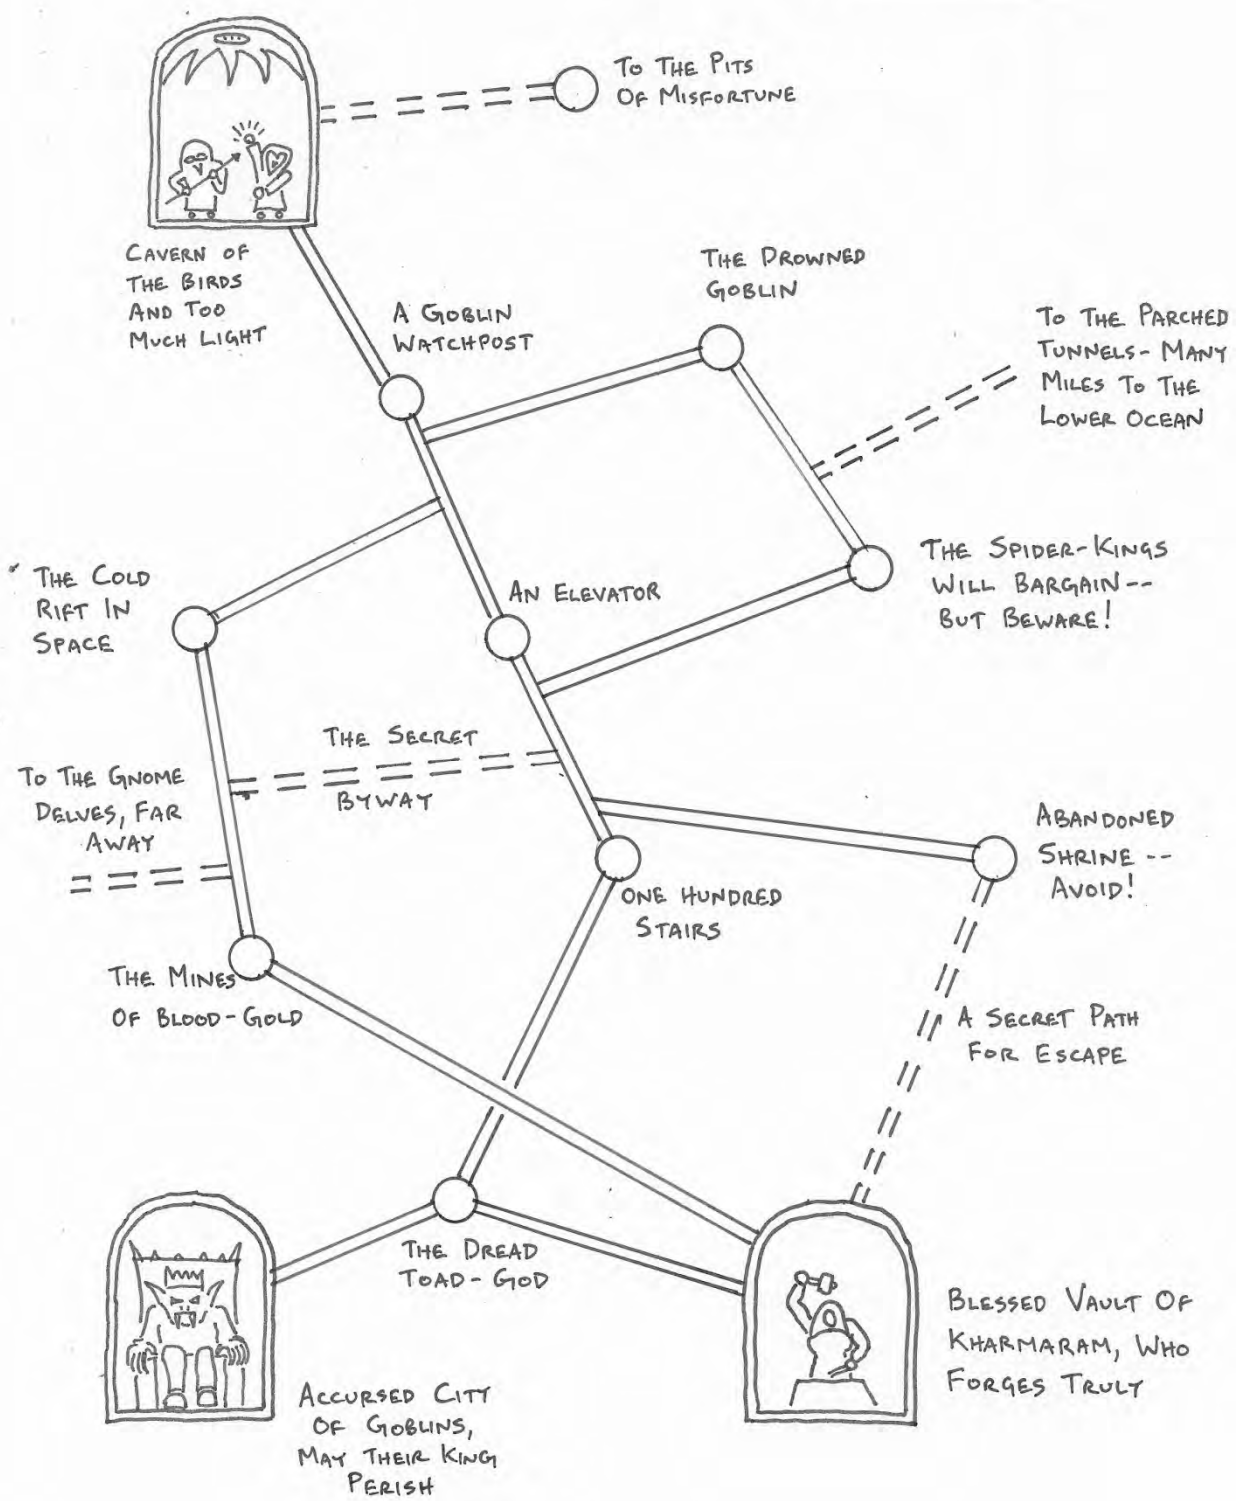 To The Pits
Of Misfortune
Cavern of
The Birds
And Too
Much Light
A Goblin
Watchpost
The Drowned
Goblin
To The Parched
Tunnels- Many
Miles To The
Lower Ocean
The Cold
Rift In
Space
An Elevator
The Spider-Kings
Will Bargain--
But Beware!
The Secret
Byway
To The Gnome
Delves, Far
Away
Abandoned
Shrine --
Avoid!
One Hundred
Stairs
The Mines
Of Blood-Gold
A Secret Path
For Escape
The Dread
Toad-God
Accursed City
Of Goblins,
May Their King
Perish
Blessed Vault Of
Kharmaram, Who
Forges Truly